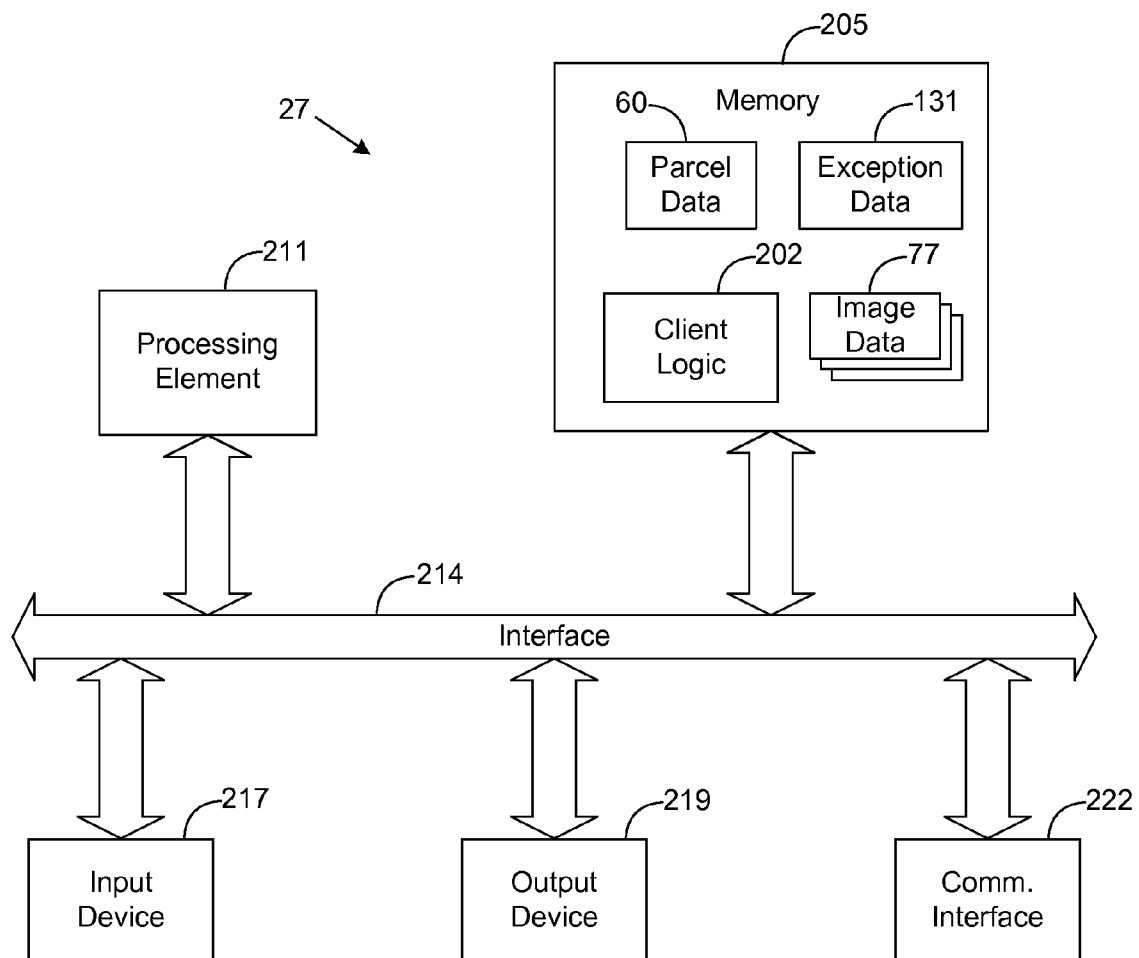 205
27
Memory
60
131
Parcel
Data
Exception
Data
211
202
77
Processing
Element
Client
Logic
Image
Data
214
Interface
217
219
222
Input
Device
Output
Device
Comm.
Interface